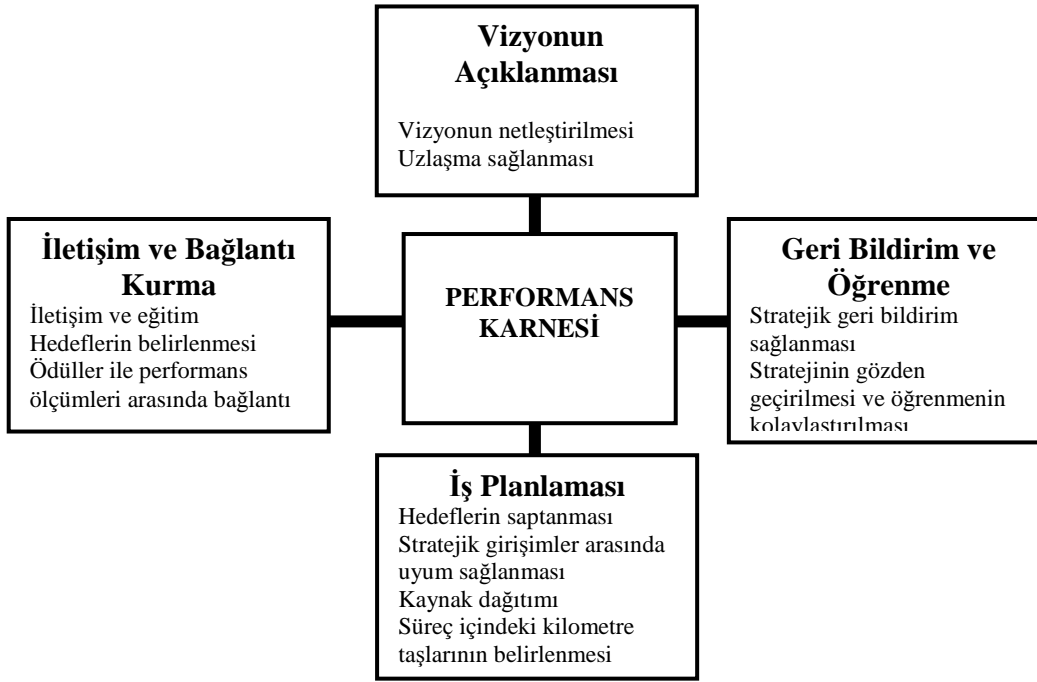 Vizyonun
Açıklanması
Vizyonun netleştirilmesi
Uzlaşma sağlanması
İletişim ve Bağlantı
Kurma
İletişim ve eğitim
Hedeflerin belirlenmesi
Ödüller ile performans
ölçümleri arasında bağlantı
PERFORMANS
KARNESİ
Geri Bildirim ve
Öğrenme
Stratejik geri bildirim
sağlanması
Stratejinin gözden
geçirilmesi ve öğrenmenin
kolaylaştırılması
İş Planlaması
Hedeflerin saptanması
Stratejik girişimler arasında
uyum sağlanması
Kaynak dağıtımı
Süreç içindeki kilometre
taşlarının belirlenmesi